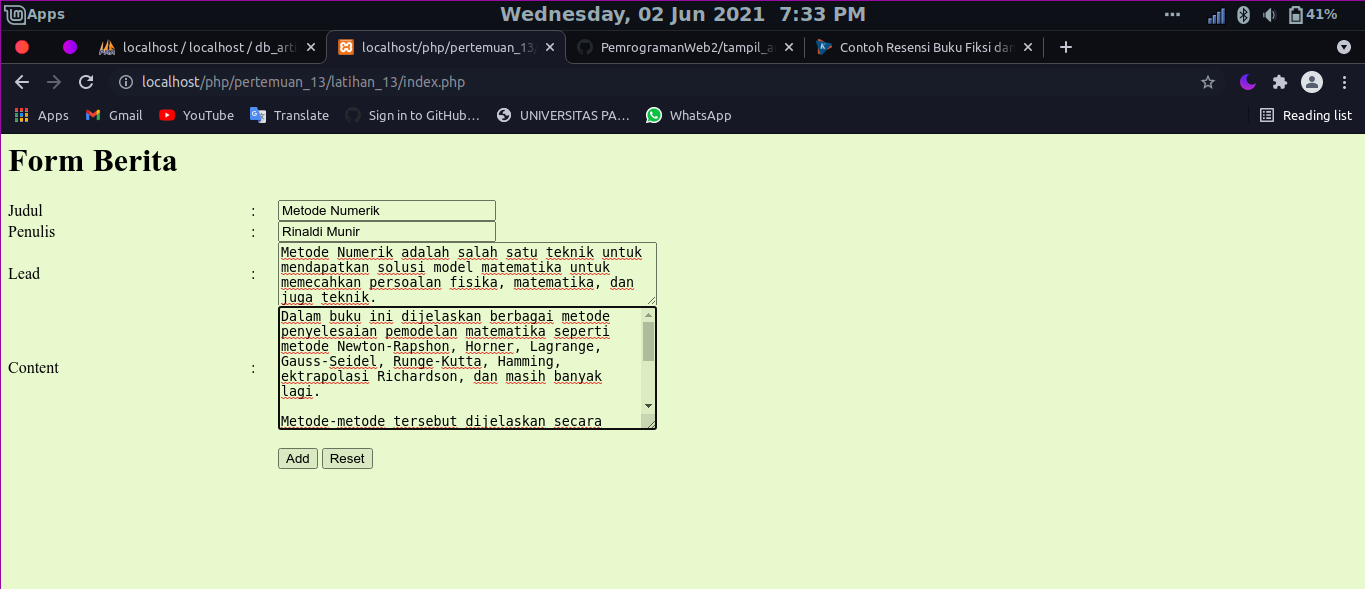 Apps
Wednesday, 02 Jun 2021 7:33 PM
41%
localhost / localhost / db_arti
localhost/php/pertemuan_13/
PemrogramanWeb2/tampil_a
Contoh Resensi Buku Fiksi dan
localhost/php/pertemuan_13/latihan_13/index.php
Apps
Gmail
YouTube
Translate
Sign in to GitHub…
UNIVERSITAS PA…
WhatsApp
Reading list
Form Berita
Judul : Metode Numerik
Penulis : Rinaldi Munir
Lead :
Metode Numerik adalah salah satu teknik untuk
mendapatkan solusi model matematika untuk
memecahkan persoalan fisika, matematika, dan
juga teknik.
Content :
Dalam buku ini dijelaskan berbagai metode
penyelesaian pemodelan matematika seperti
metode Newton-Rapshon, Horner, Lagrange,
Gauss-Seidel, Runge-Kutta, Hamming,
ektrapolasi Richardson, dan masih banyak
lagi.
Metode-metode tersebut dijelaskan secara
Add Reset